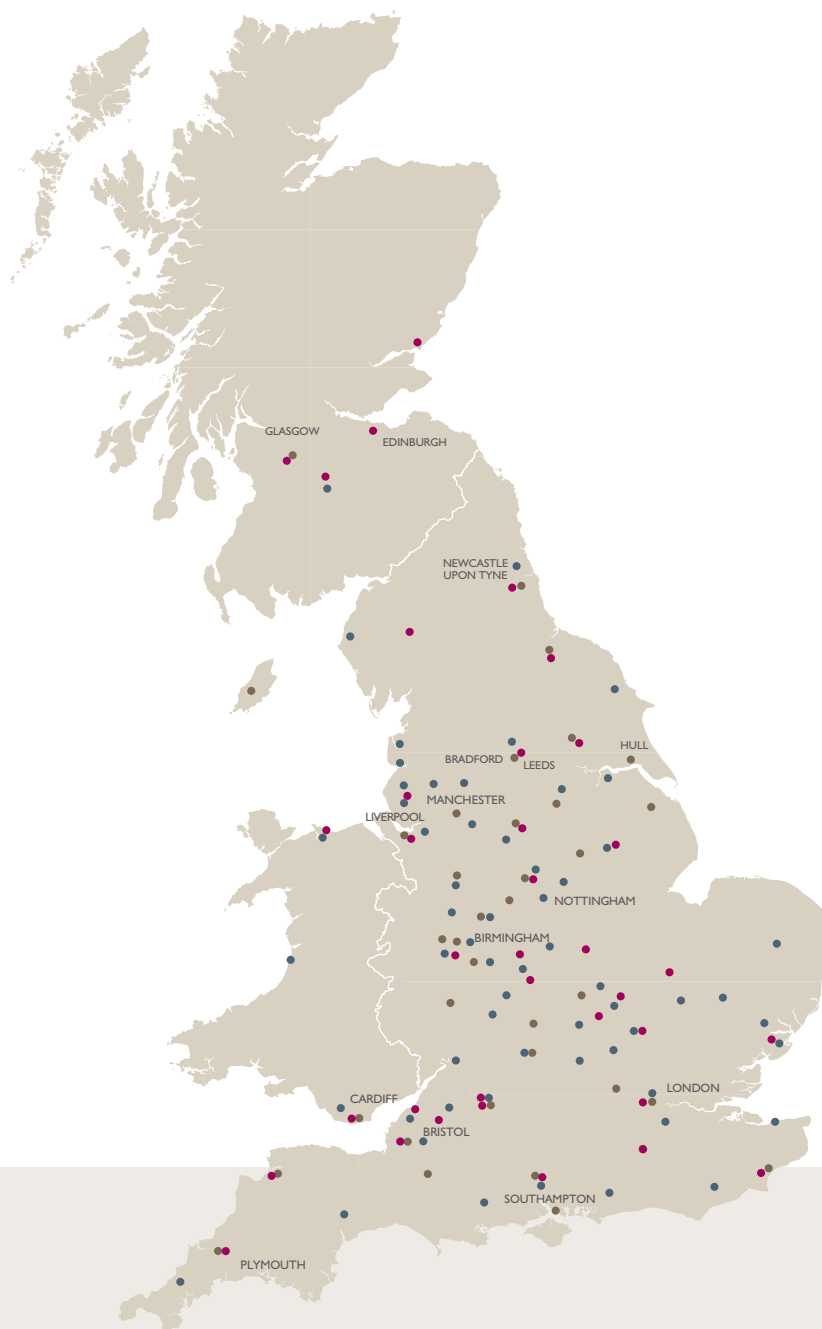 GLASGOW
EDINBURGH
NEWCASTLE
UPON TYNE
BRADFORD
LEEDS
HULL
MANCHESTER
LIVERPOOL
NOTTINGHAM
BIRMINGHAM
LONDON
CARDIFF
BRISTOL
SOUTHAMPTON
PLYMOUTH